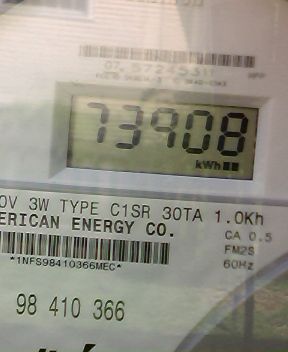 73908
kWh
0V 3W TYPE C1SR 30TA 1.0Kh
ERICAN ENERGY CO.
CA 0.5
FM2S
*1NFS98410366MEC*
60Hz
98 410 366